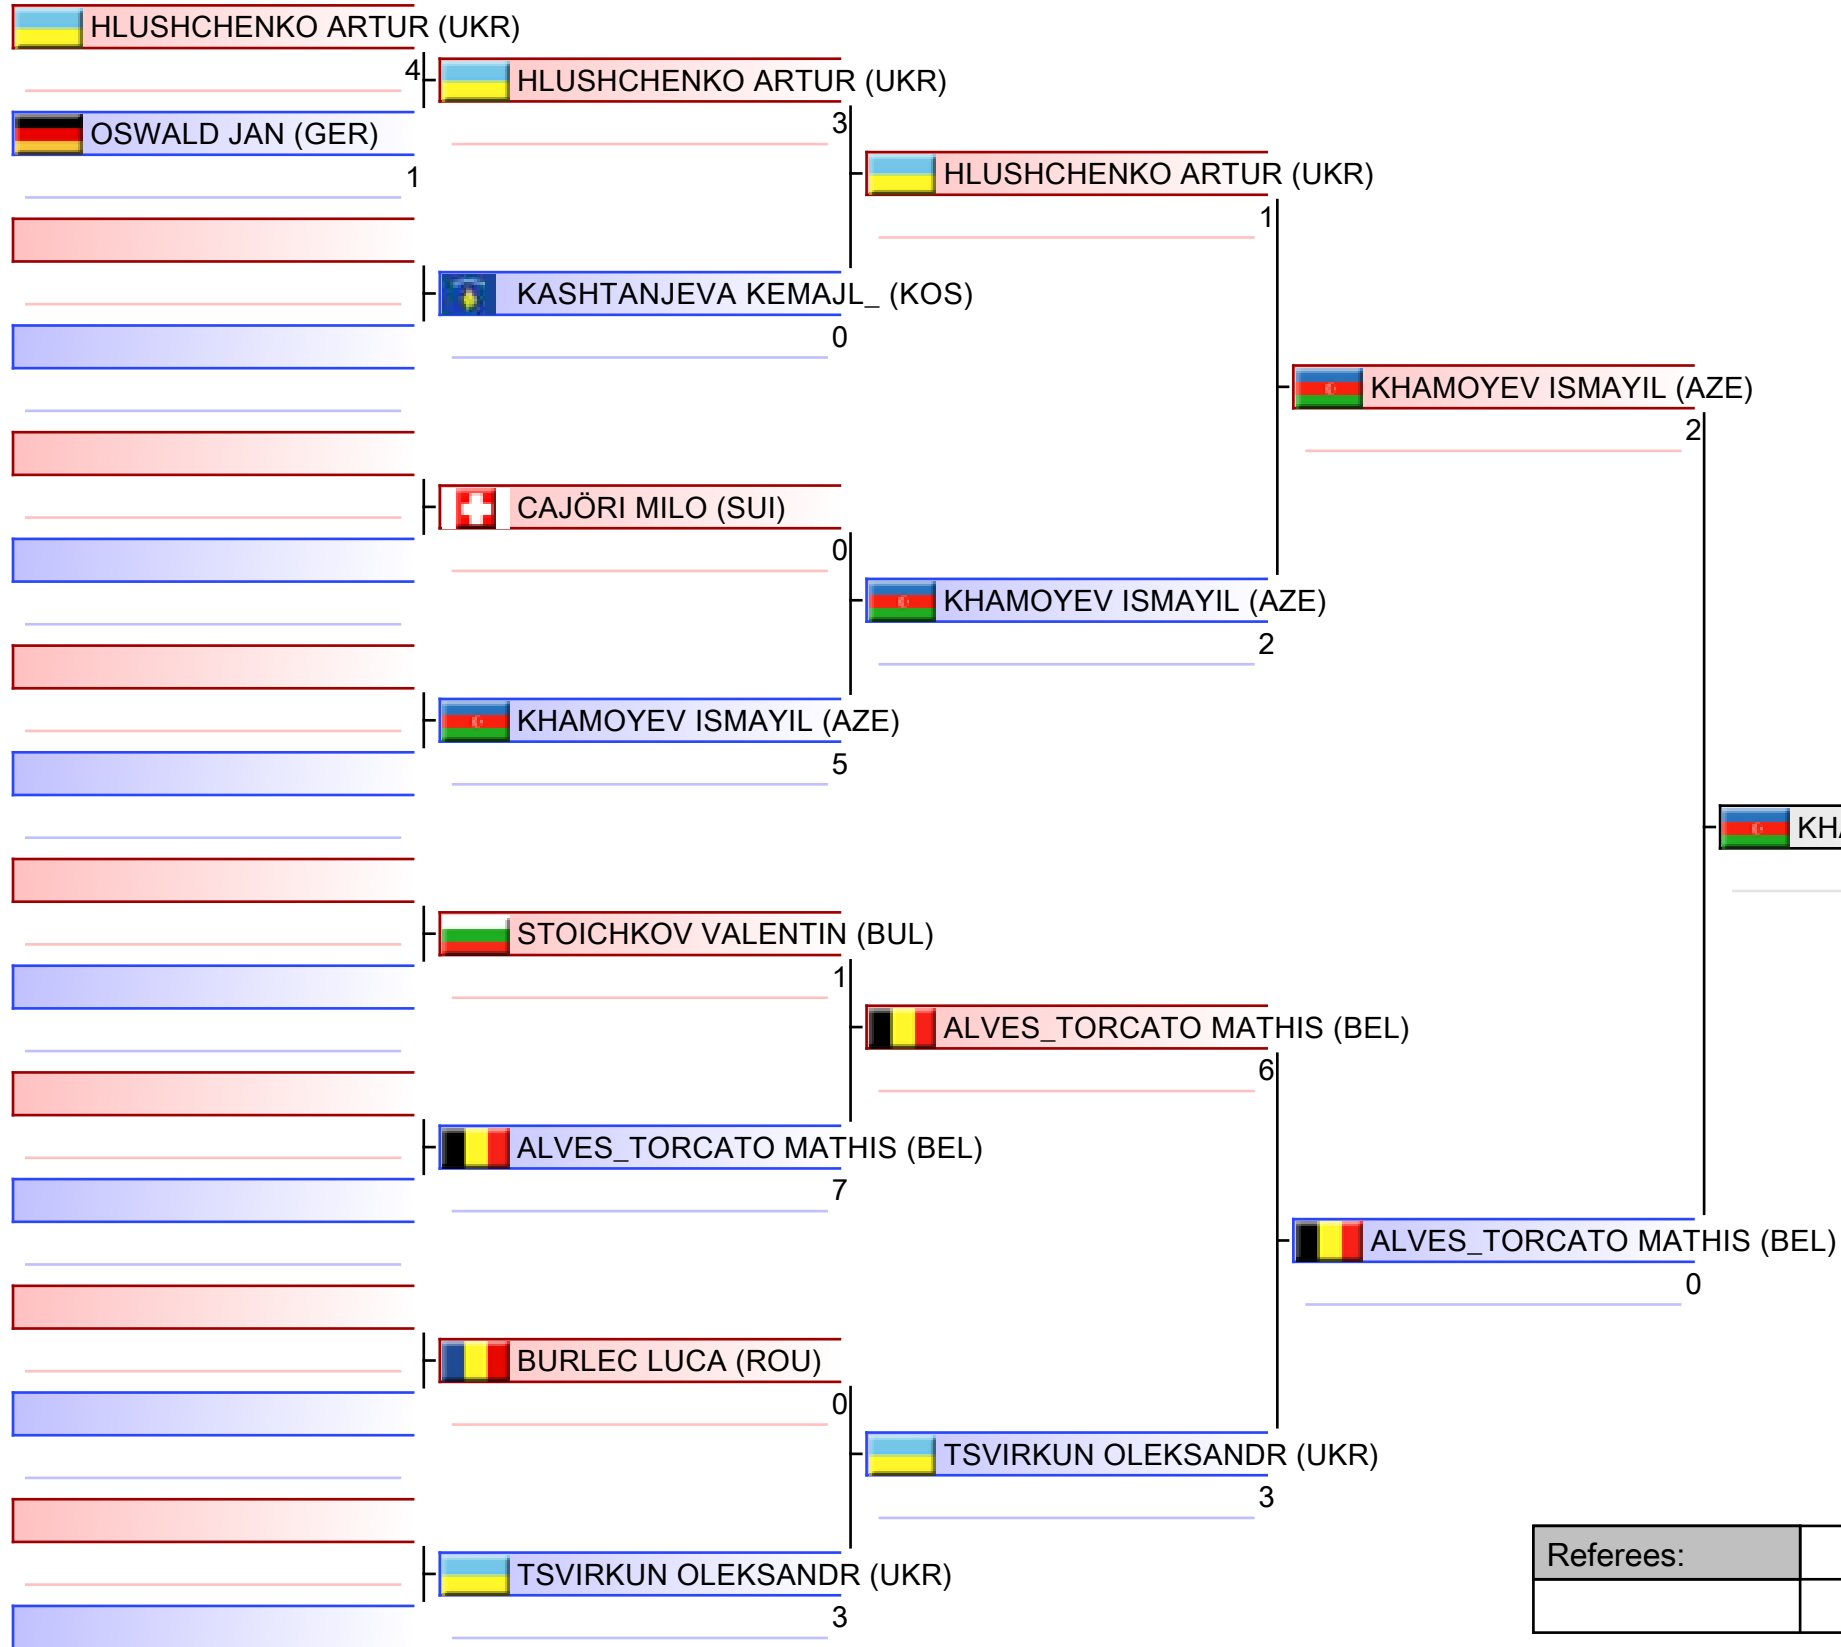 HLUSHCHENKO ARTUR (UKR)
4
OSWALD JAN (GER)
1
HLUSHCHENKO ARTUR (UKR)
3
KASHTANJEVA KEMAJL_ (KOS)
0
CAJÖRI MILO (SUI)
0
KHAMOYEV ISMAYIL (AZE)
5
STOICHKOV VALENTIN (BUL)
1
ALVES_TORCATO MATHIS (BEL)
7
BURLEC LUCA (ROU)
0
TSVIRKUN OLEKSANDR (UKR)
3
HLUSHCHENKO ARTUR (UKR)
1
KHAMOYEV ISMAYIL (AZE)
2
ALVES_TORCATO MATHIS (BEL)
6
TSVIRKUN OLEKSANDR (UKR)
3
KHAMOYEV ISMAYIL (AZE)
2
ALVES_TORCATO MATHIS (BEL)
0
Referees: